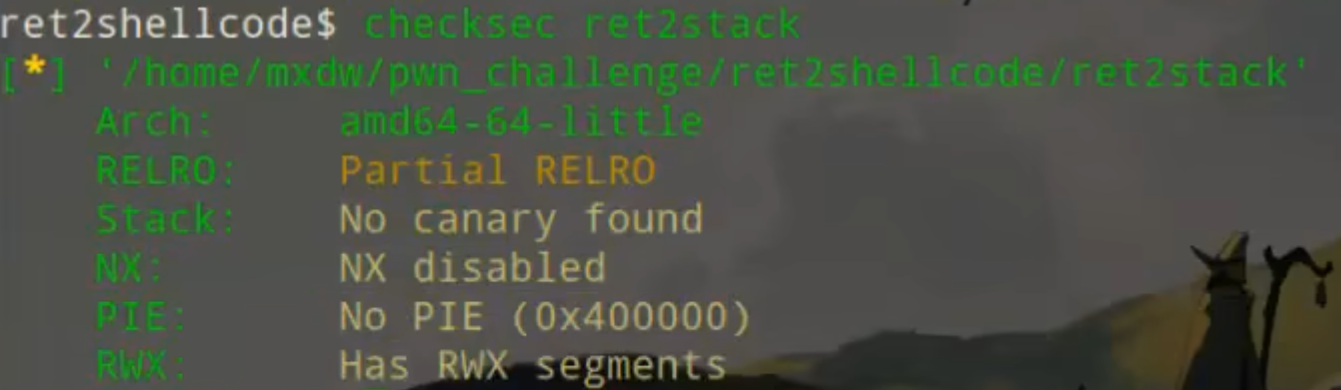 ret2shellcode$ checksec ret2stack
[*] '/home/mxdw/pwn_challenge/ret2shellcode/ret2stack'
Arch: amd64-64-little
RELRO: Partial RELRO
Stack: No canary found
NX: NX disabled
PIE: No PIE (0x400000)
RWX: Has RWX segments